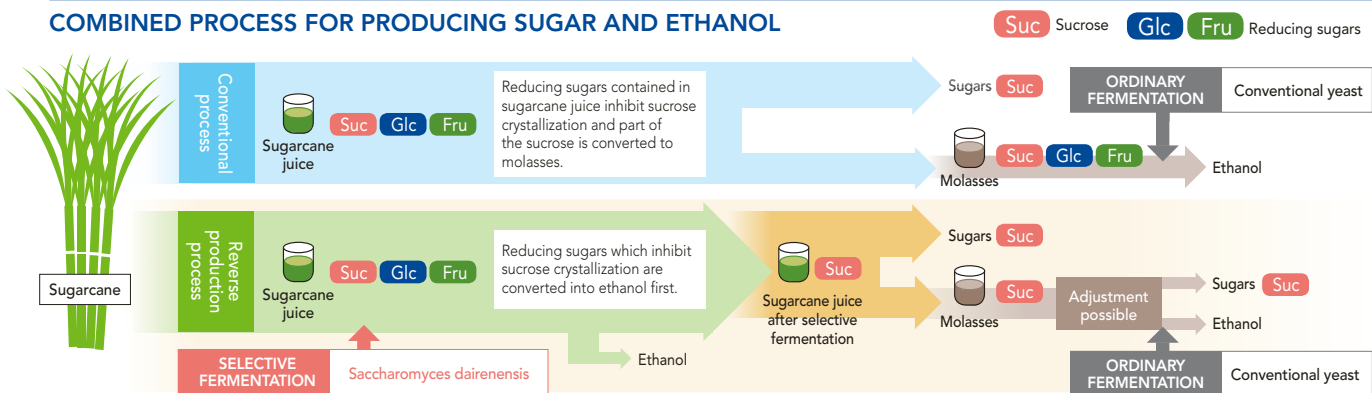 COMBINED PROCESS FOR PRODUCING SUGAR AND ETHANOL
Suc Sucrose Glc Fru Reducing sugars
Sugarcane
Conventional
process
Sugarcane
juice
Suc Glc Fru
Reducing sugars contained in
sugarcane juice inhibit sucrose
crystallization and part of
the sucrose is converted to
molasses.
Sugars Suc
Molasses
Suc Glc Fru
ORDINARY
FERMENTATION
Conventional yeast
Ethanol
Reverse
production
process
Sugarcane
juice
Suc Glc Fru
Reducing sugars which inhibit
sucrose crystallization are
converted into ethanol first.
SELECTIVE
FERMENTATION
Saccharomyces dairenensis
Ethanol
Suc
Sugarcane juice
after selective
fermentation
Sugars Suc
Molasses
Suc
Adjustment
possible
Sugars Suc
Ethanol
ORDINARY
FERMENTATION
Conventional yeast